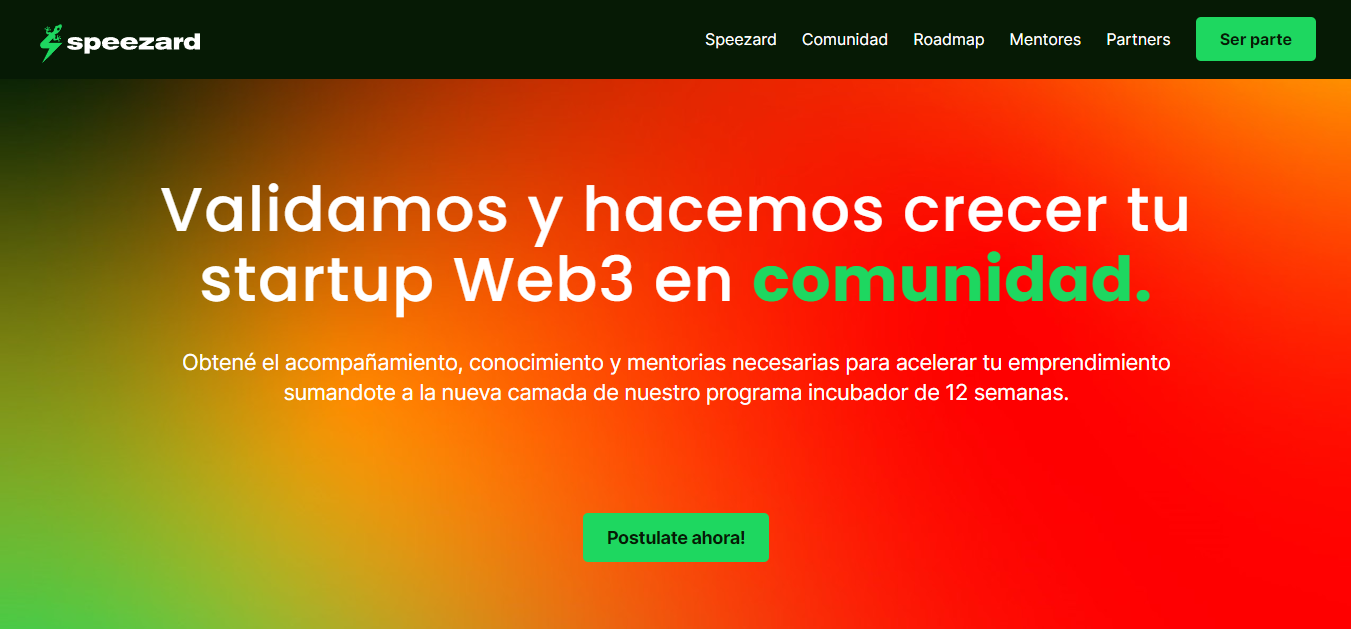 speezard
Speezard
Comunidad
Roadmap
Mentores
Partners
Ser parte
Validamos y hacemos crecer tu
startup Web3 en comunidad.
Obtené el acompañamiento, conocimiento y mentorias necesarias para acelerar tu emprendimiento
sumandote a la nueva camada de nuestro programa incubador de 12 semanas.
Postulate ahora!